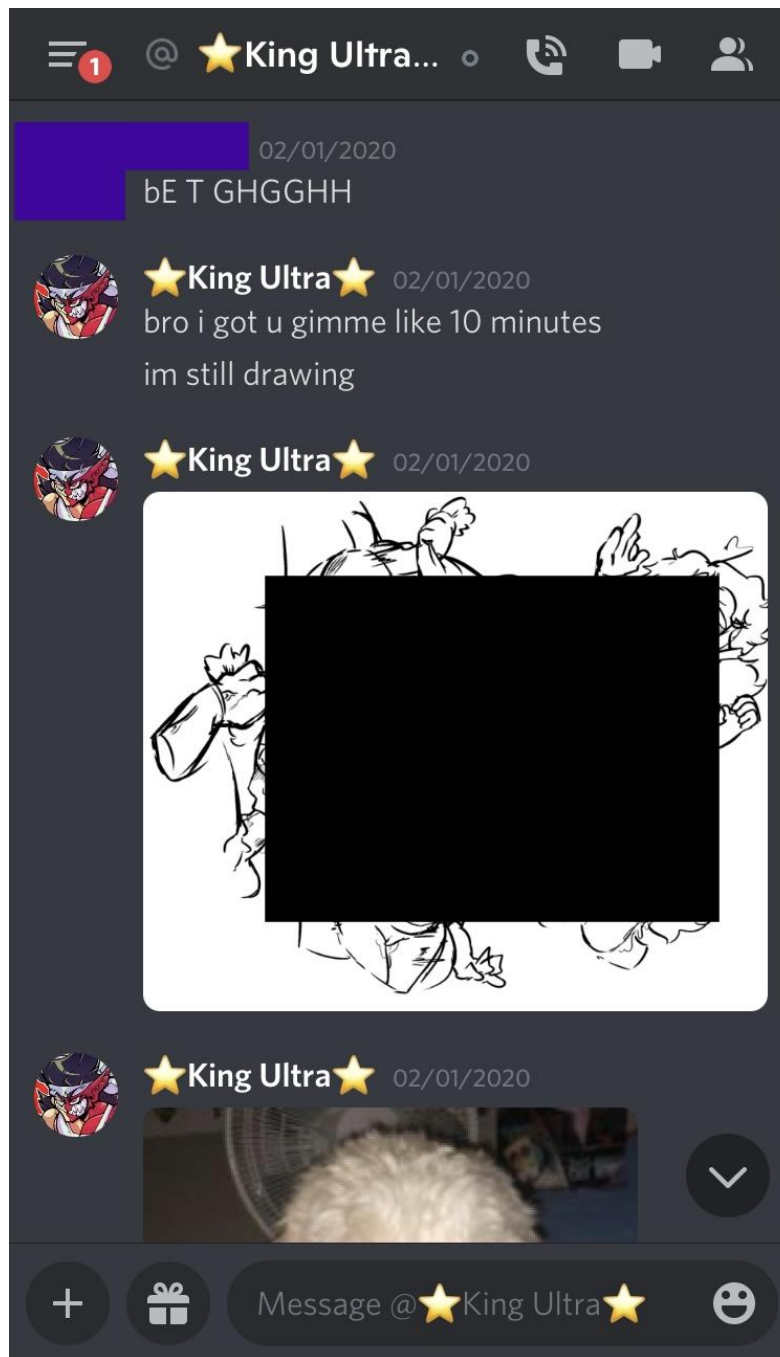 1
@ ⭐King Ultra...
02/01/2020
bE T GHGGHH
⭐King Ultra⭐ 02/01/2020
bro i got u gimme like 10 minutes
im still drawing
⭐King Ultra⭐ 02/01/2020
⭐King Ultra⭐ 02/01/2020
Message @⭐King Ultra⭐